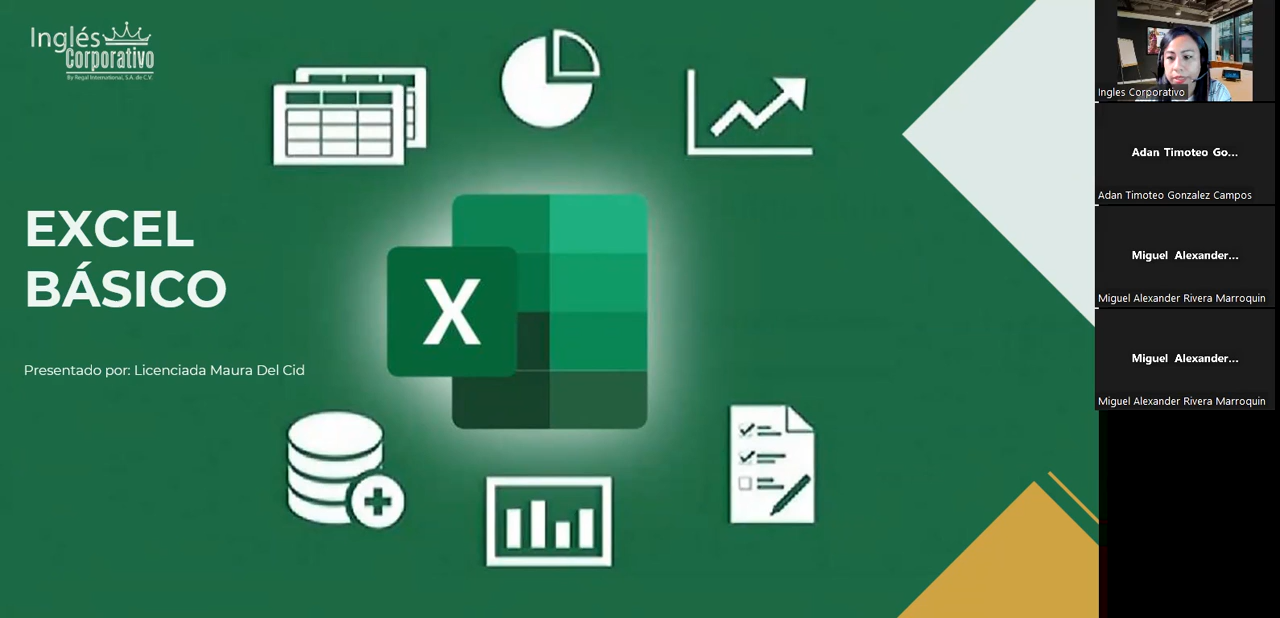 Inglés
Corporativo
By Regal International, S.A. de C.V.
EXCEL
BÁSICO
Presentado por: Licenciada Maura Del Cid
X
Ingles Corporativo
Adan Timoteo Go...
Adan Timoteo Gonzalez Campos
Miguel Alexander...
Miguel Alexander Rivera Marroquin
Miguel Alexander...
Miguel Alexander Rivera Marroquin